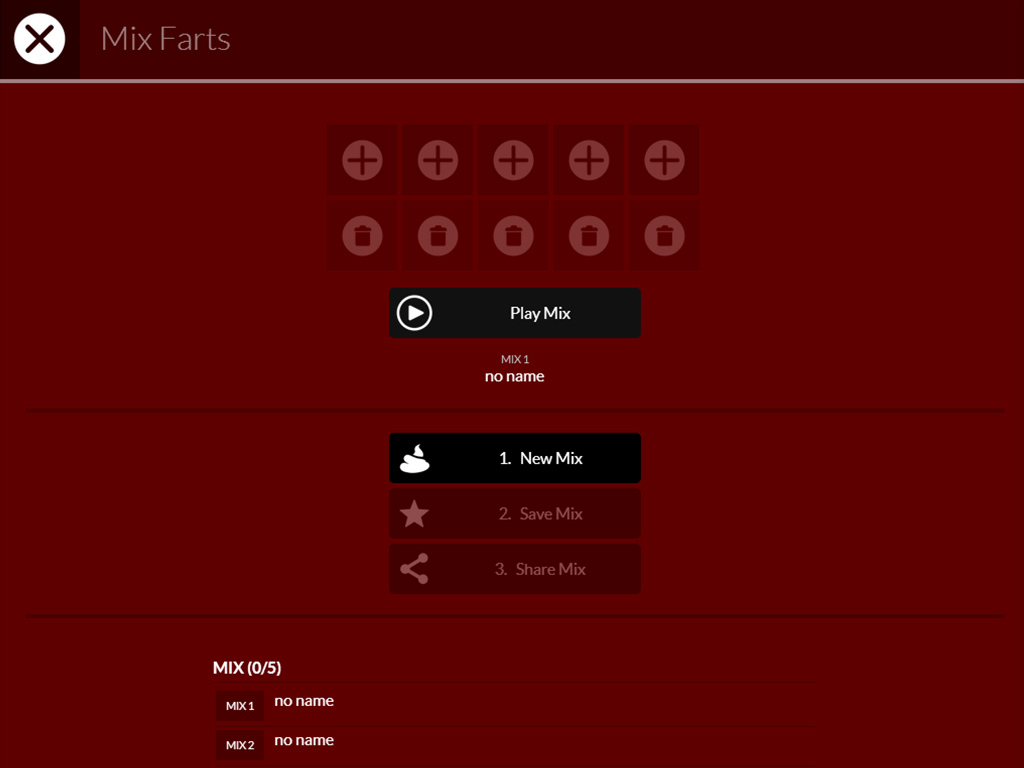 Mix Farts
Play Mix
MIX 1
no name
1. New Mix
2. Save Mix
3. Share Mix
MIX (0/5)
MIX 1 no name
MIX 2 no name